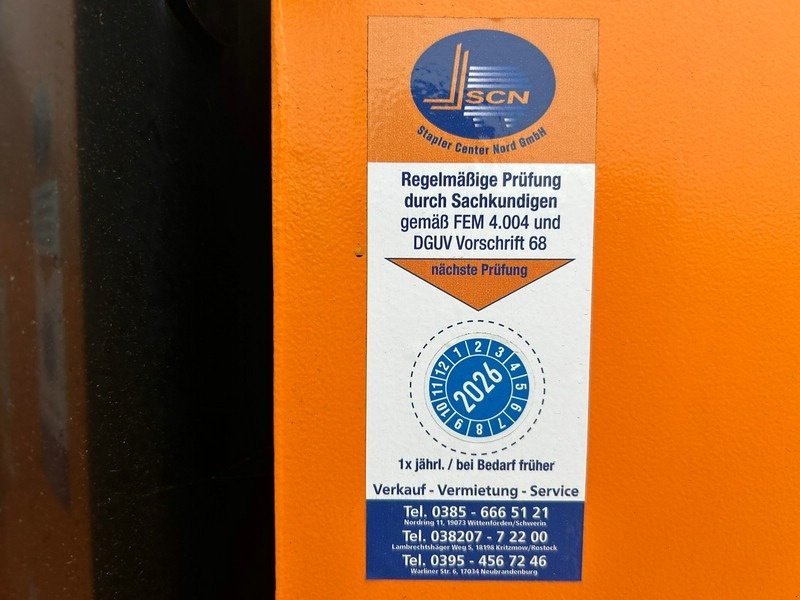 SCN
Stapler Center Nord GmbH
Regelmäßige Prüfung
durch Sachkundigen
gemäß FEM 4.004 und
DGUV Vorschrift 68
nächste Prüfung
1 2 3 4 5 6 7 8 9 10 11 12
2026
1x jährl. / bei Bedarf früher
Verkauf - Vermietung - Service
Tel. 0385 - 666 51 21
Nordring 11, 19073 Wittenförden/Schwerin
Tel. 038207 - 7 22 00
Lambrechtshäger Weg 5, 18198 Kritzmow/Rostock
Tel. 0395 - 456 72 46
Warliner Str. 6, 17034 Neubrandenburg